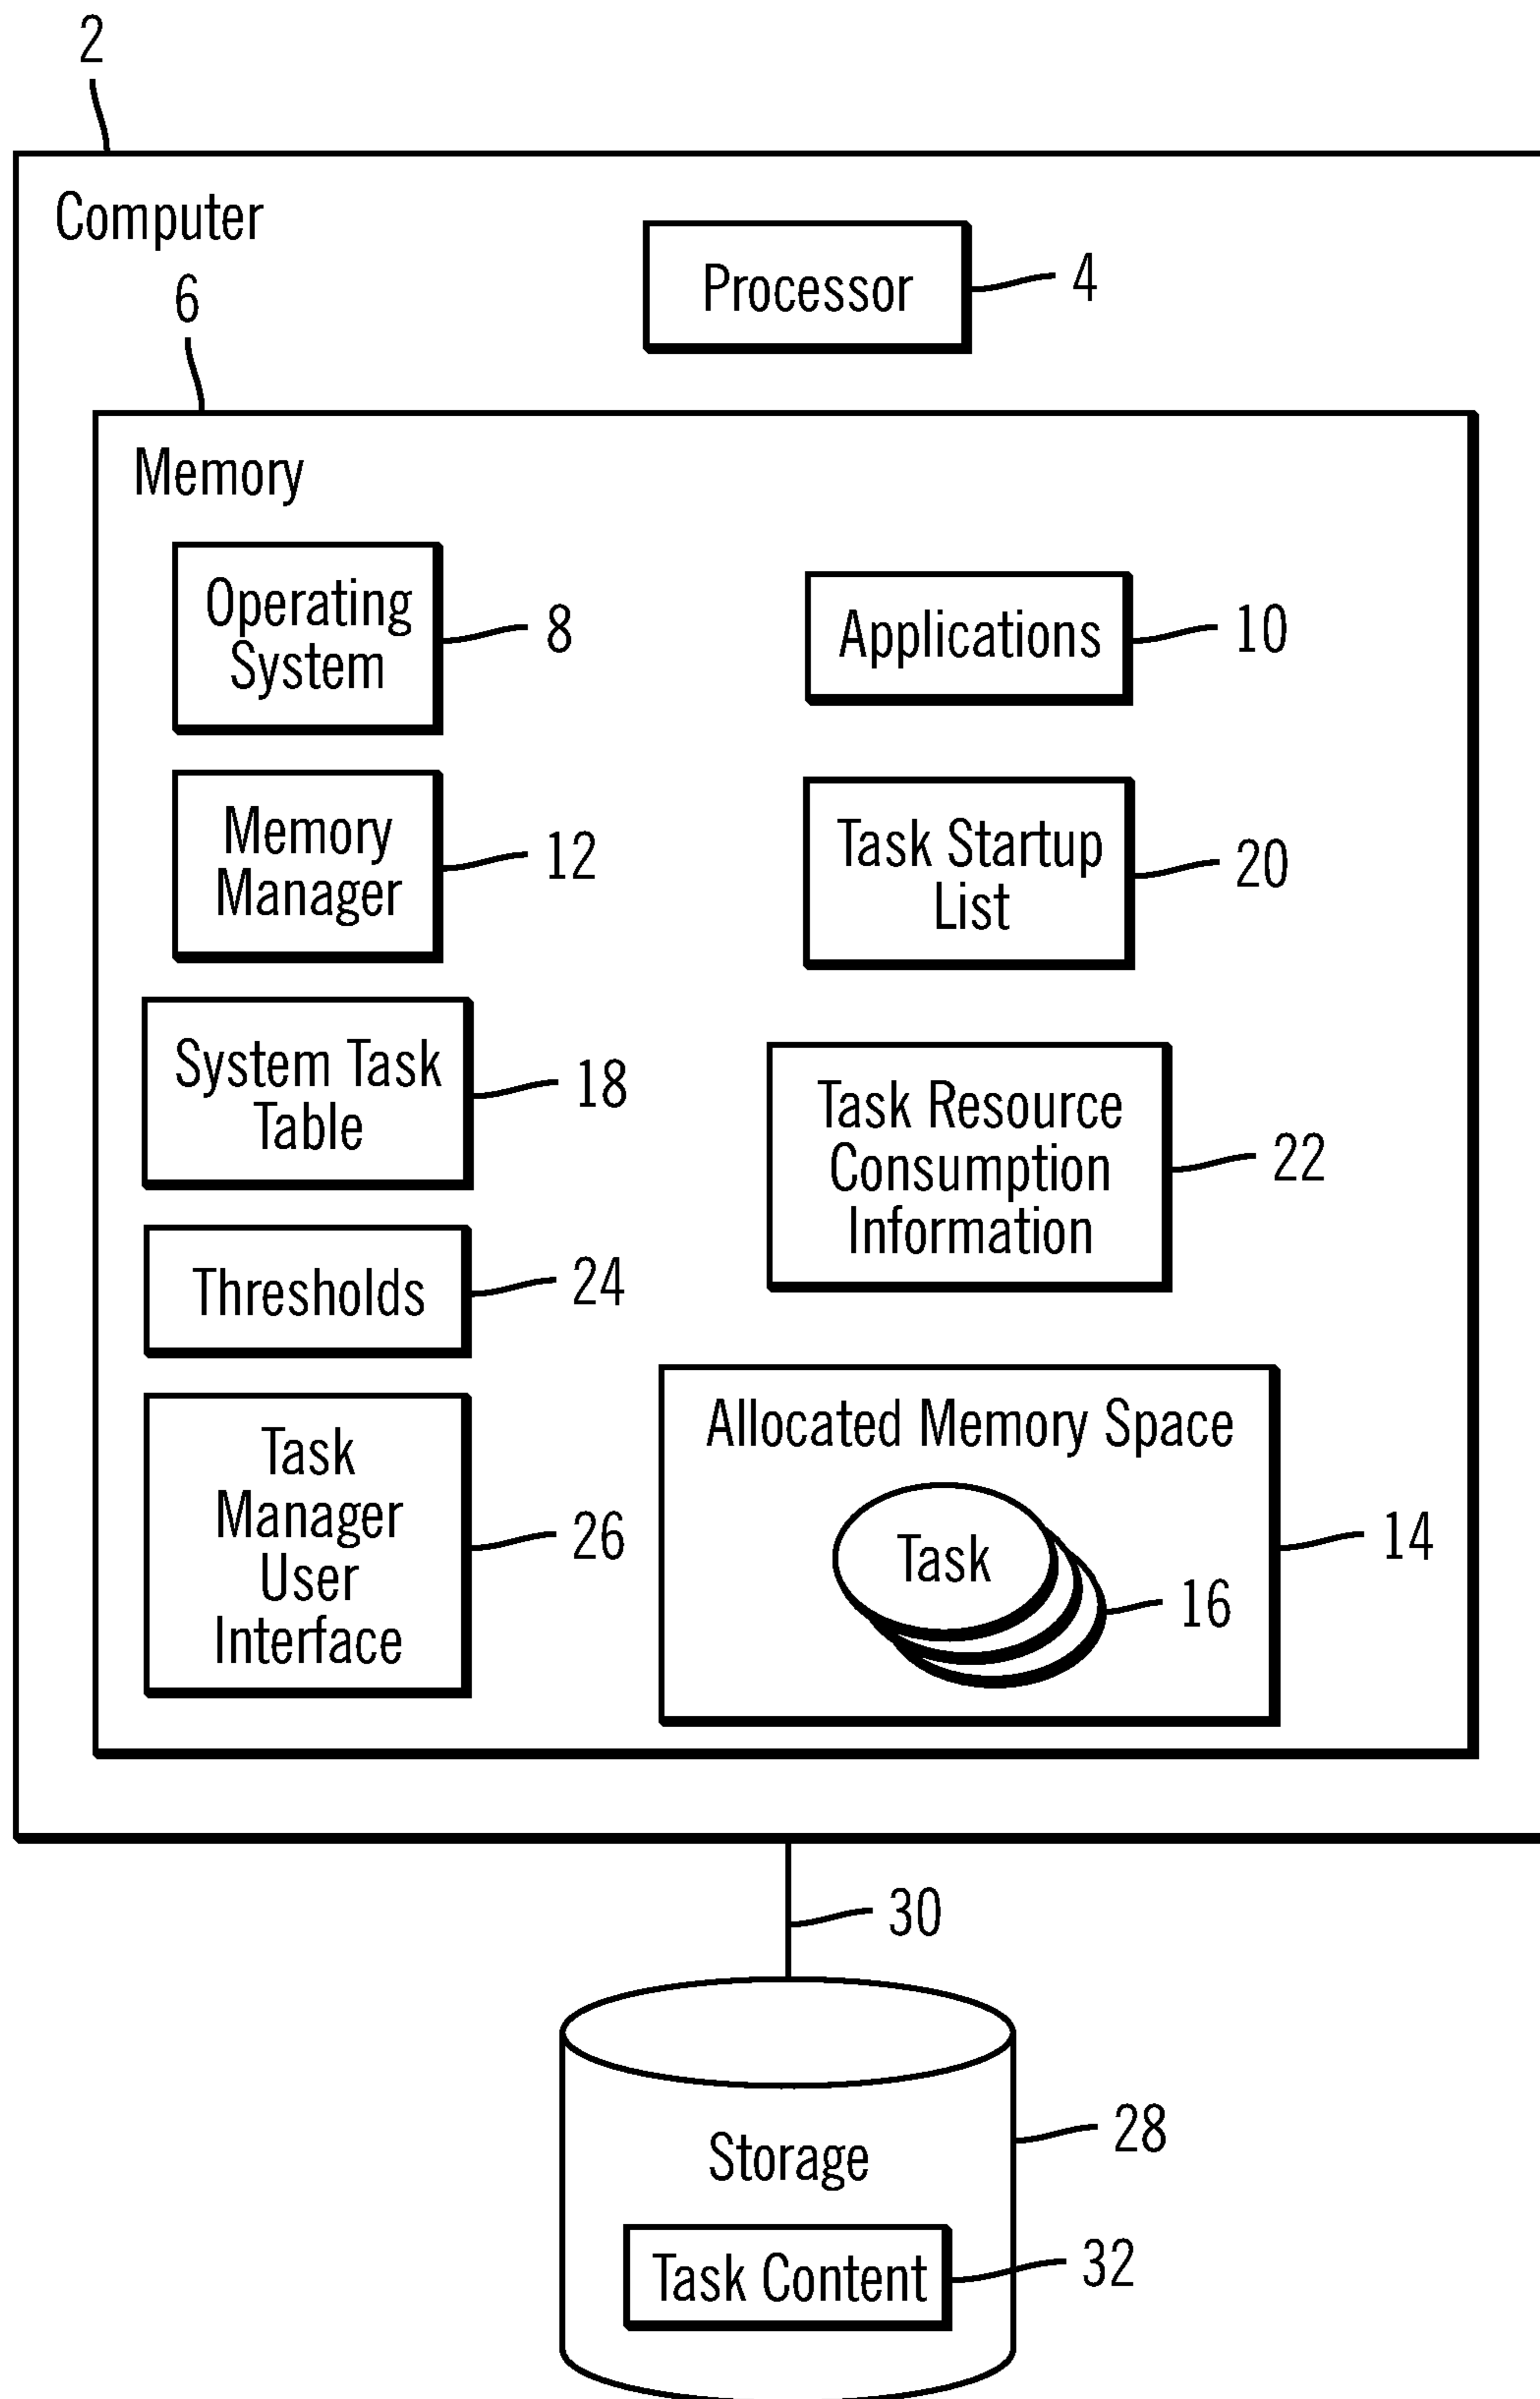 2
Computer
Processor
4
6
Memory
Operating
System
8
Applications
10
Memory
Manager
12
Task Startup
List
20
System Task
Table
18
Task Resource
Consumption
Information
22
Thresholds
24
Task
Manager
User
Interface
26
Allocated Memory Space
Task
14
16
30
Storage
28
Task Content
32